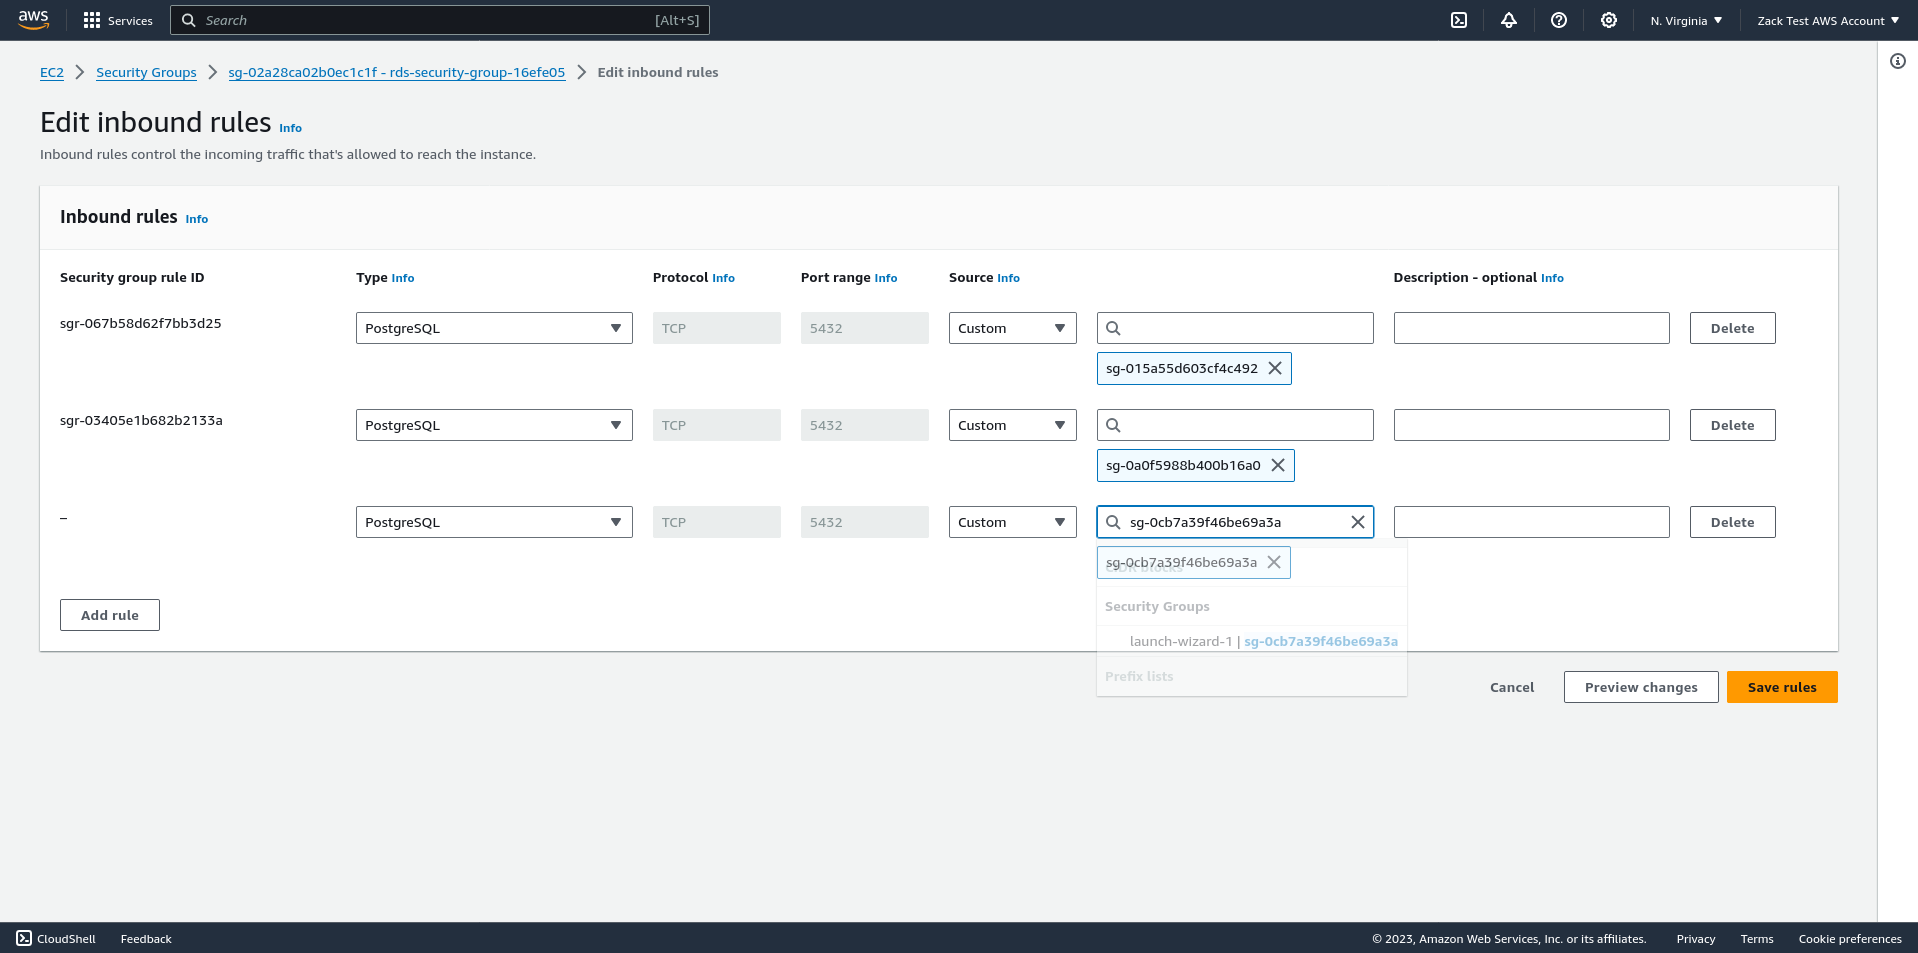 aws
Services
Search
[Alt+S]
N. Virginia
Zack Test AWS Account
EC2
Security Groups
sg-02a28ca02b0ec1c1f - rds-security-group-16efe05
Edit inbound rules
Edit inbound rules Info
Inbound rules control the incoming traffic that's allowed to reach the instance.
Inbound rules Info
Security group rule ID
Type Info
Protocol Info
Port range Info
Source Info
Description - optional Info
sgr-067b58d62f7bb3d25
PostgreSQL
TCP
5432
Custom
Delete
sg-015a55d603cf4c492
sgr-03405e1b682b2133a
PostgreSQL
TCP
5432
Custom
Delete
sg-0a0f5988b400b16a0
–
PostgreSQL
TCP
5432
Custom
sg-0cb7a39f46be69a3a
Delete
sg-0cb7a39f46be69a3a
CIDR blocks
Security Groups
launch-wizard-1 | sg-0cb7a39f46be69a3a
Prefix lists
Add rule
Cancel
Preview changes
Save rules
CloudShell
Feedback
© 2023, Amazon Web Services, Inc. or its affiliates.
Privacy
Terms
Cookie preferences